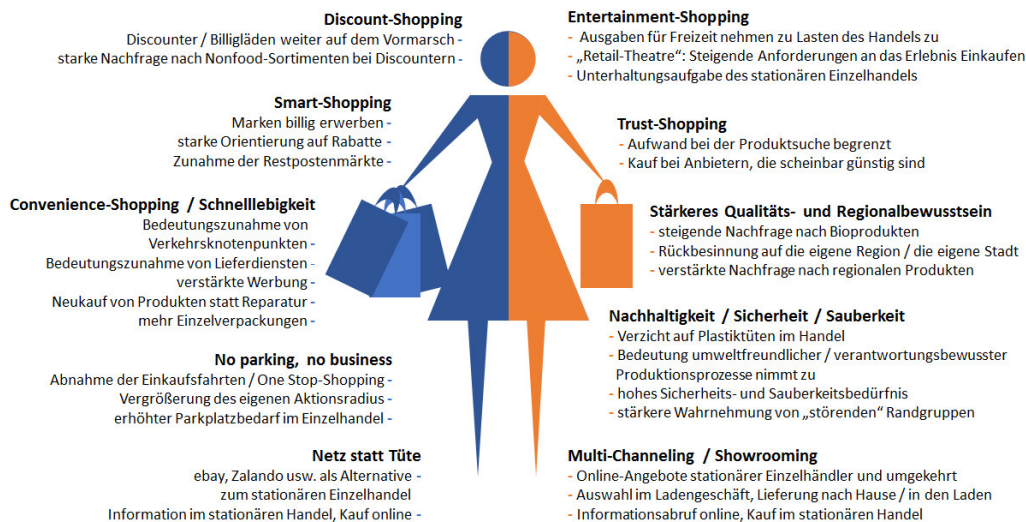 Discount-Shopping
Discounter / Billigläden weiter auf dem Vormarsch -
starke Nachfrage nach Nonfood-Sortimenten bei Discountern -
Smart-Shopping
Marken billig erwerben -
starke Orientierung auf Rabatte -
Zunahme der Restpostenmärkte -
Convenience-Shopping / Schnelllebigkeit
Bedeutungszunahme von
Verkehrsknotenpunkten -
Bedeutungszunahme von Lieferdiensten -
verstärkte Werbung -
Neukauf von Produkten statt Reparatur -
mehr Einzelverpackungen -
No parking, no business
Abnahme der Einkaufsfahrten / One Stop-Shopping -
Vergrößerung des eigenen Aktionsradius -
erhöhter Parkplatzbedarf im Einzelhandel -
Netz statt Tüte
ebay, Zalando usw. als Alternative -
zum stationären Einzelhandel
Information im stationären Handel, Kauf online -
Entertainment-Shopping
- Ausgaben für Freizeit nehmen zu Lasten des Handels zu
- „Retail-Theatre“: Steigende Anforderungen an das Erlebnis Einkaufen
- Unterhaltungsaufgabe des stationären Einzelhandels
Trust-Shopping
- Aufwand bei der Produktsuche begrenzt
- Kauf bei Anbietern, die scheinbar günstig sind
Stärkeres Qualitäts- und Regionalbewusstsein
- steigende Nachfrage nach Bioprodukten
- Rückbesinnung auf die eigene Region / die eigene Stadt
- verstärkte Nachfrage nach regionalen Produkten
Nachhaltigkeit / Sicherheit / Sauberkeit
- Verzicht auf Plastiktüten im Handel
- Bedeutung umweltfreundlicher / verantwortungsbewusster
Produktionsprozesse nimmt zu
- hohes Sicherheits- und Sauberkeitsbedürfnis
- stärkere Wahrnehmung von „störenden“ Randgruppen
Multi-Channeling / Showrooming
- Online-Angebote stationärer Einzelhändler und umgekehrt
- Auswahl im Ladengeschäft, Lieferung nach Hause / in den Laden
- Informationsabruf online, Kauf im stationären Handel